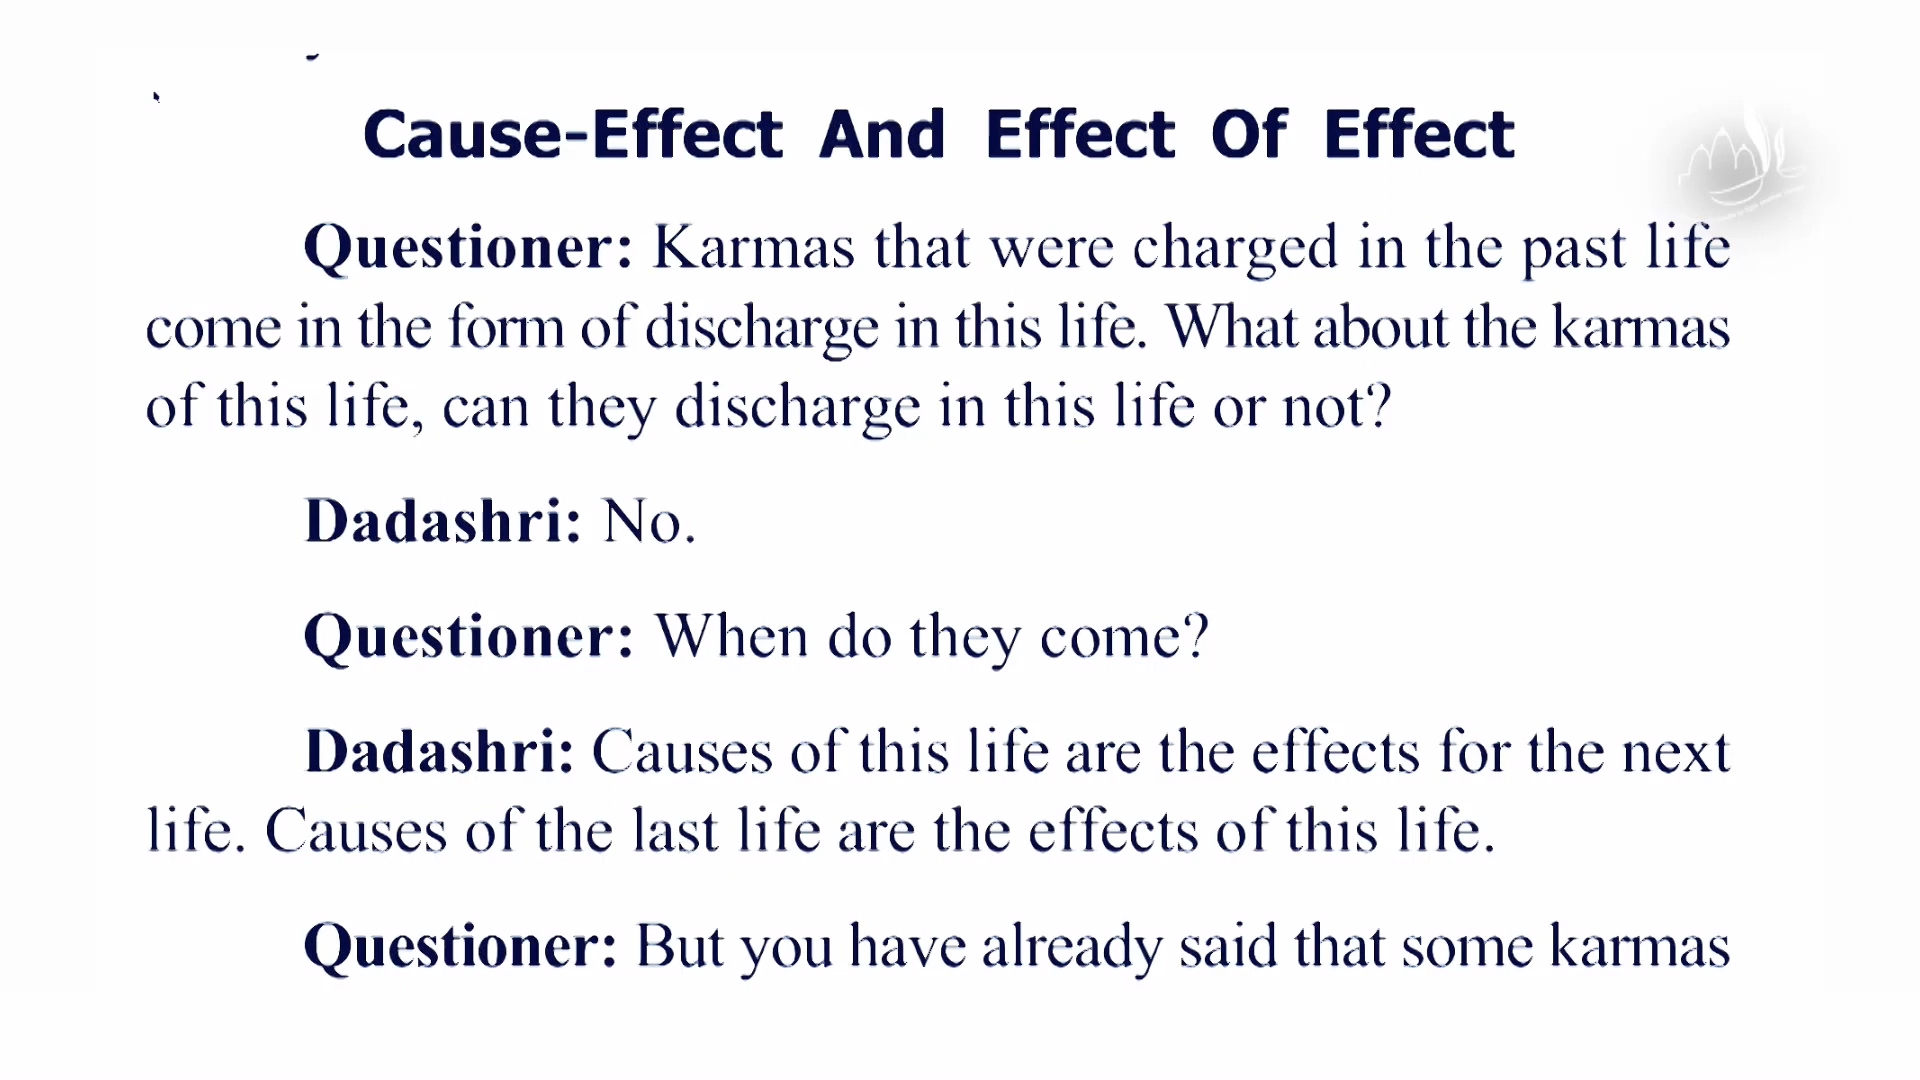 Cause-Effect And Effect Of Effect
Questioner: Karmas that were charged in the past life
come in the form of discharge in this life. What about the karmas
of this life, can they discharge in this life or not?
Dadashri: No.
Questioner: When do they come?
Dadashri: Causes of this life are the effects for the next
life. Causes of the last life are the effects of this life.
Questioner: But you have already said that some karmas